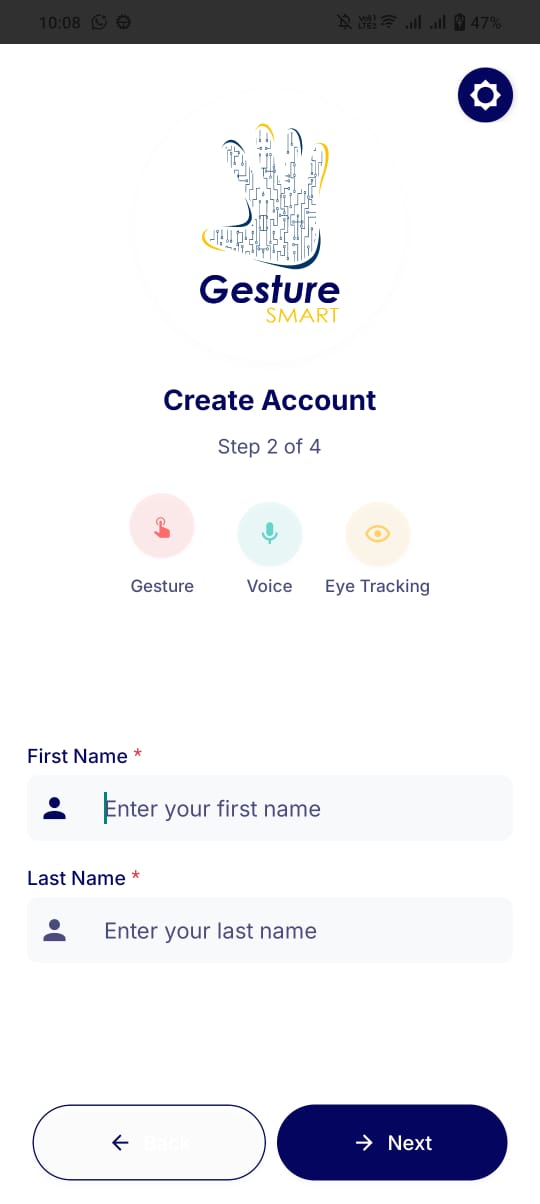 10:08
47%
Gesture
SMART
Create Account
Step 2 of 4
Gesture
Voice
Eye Tracking
First Name *
Enter your first name
Last Name *
Enter your last name
Back
Next